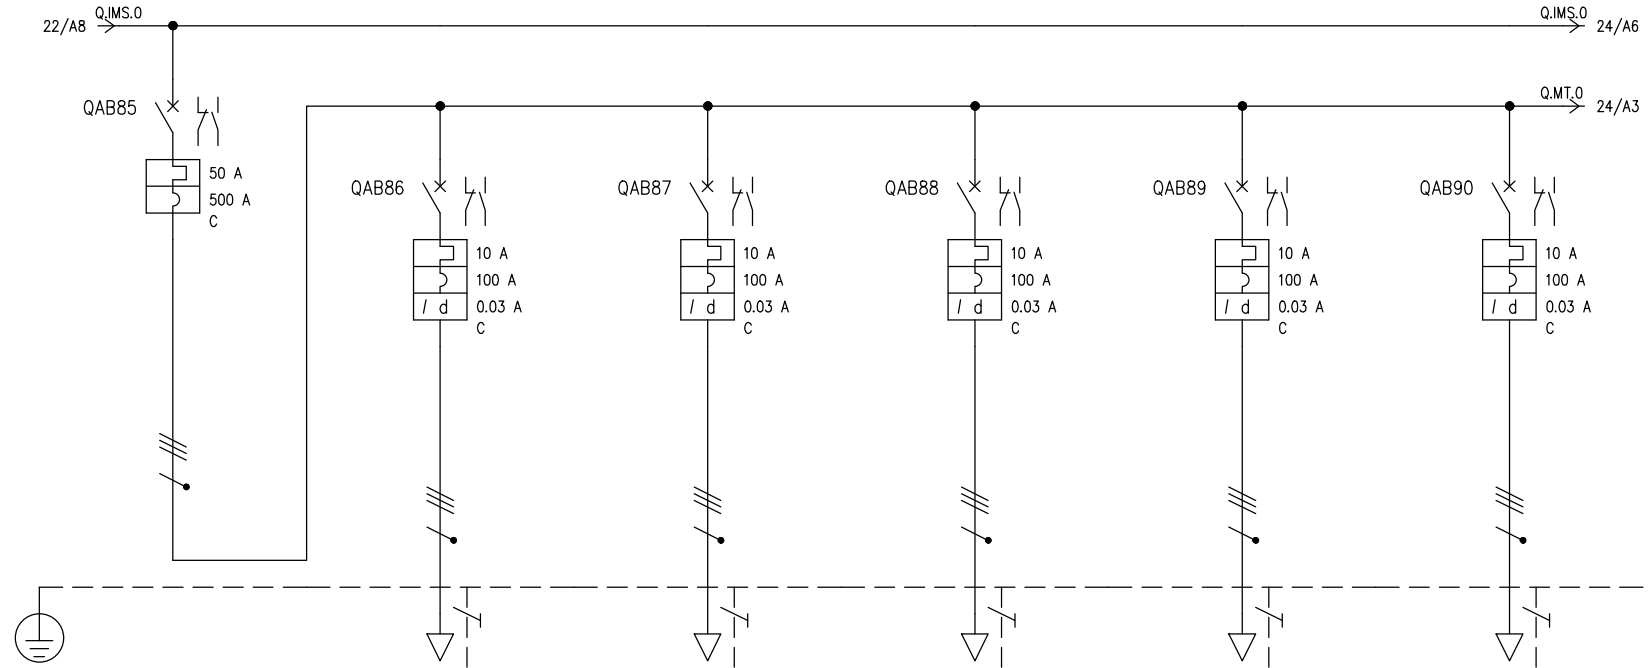 Q.IMS.0
Q.IMS.0
22/A8
24/A6
Q.MT.0
QAB85
24/A3
50 A
500 A
C
QAB86
QAB87
QAB88
QAB89
QAB90
10 A
10 A
10 A
10 A
10 A
100 A
100 A
100 A
100 A
100 A
I d
0.03 A
I d
0.03 A
I d
0.03 A
I d
0.03 A
I d
0.03 A
C
C
C
C
C